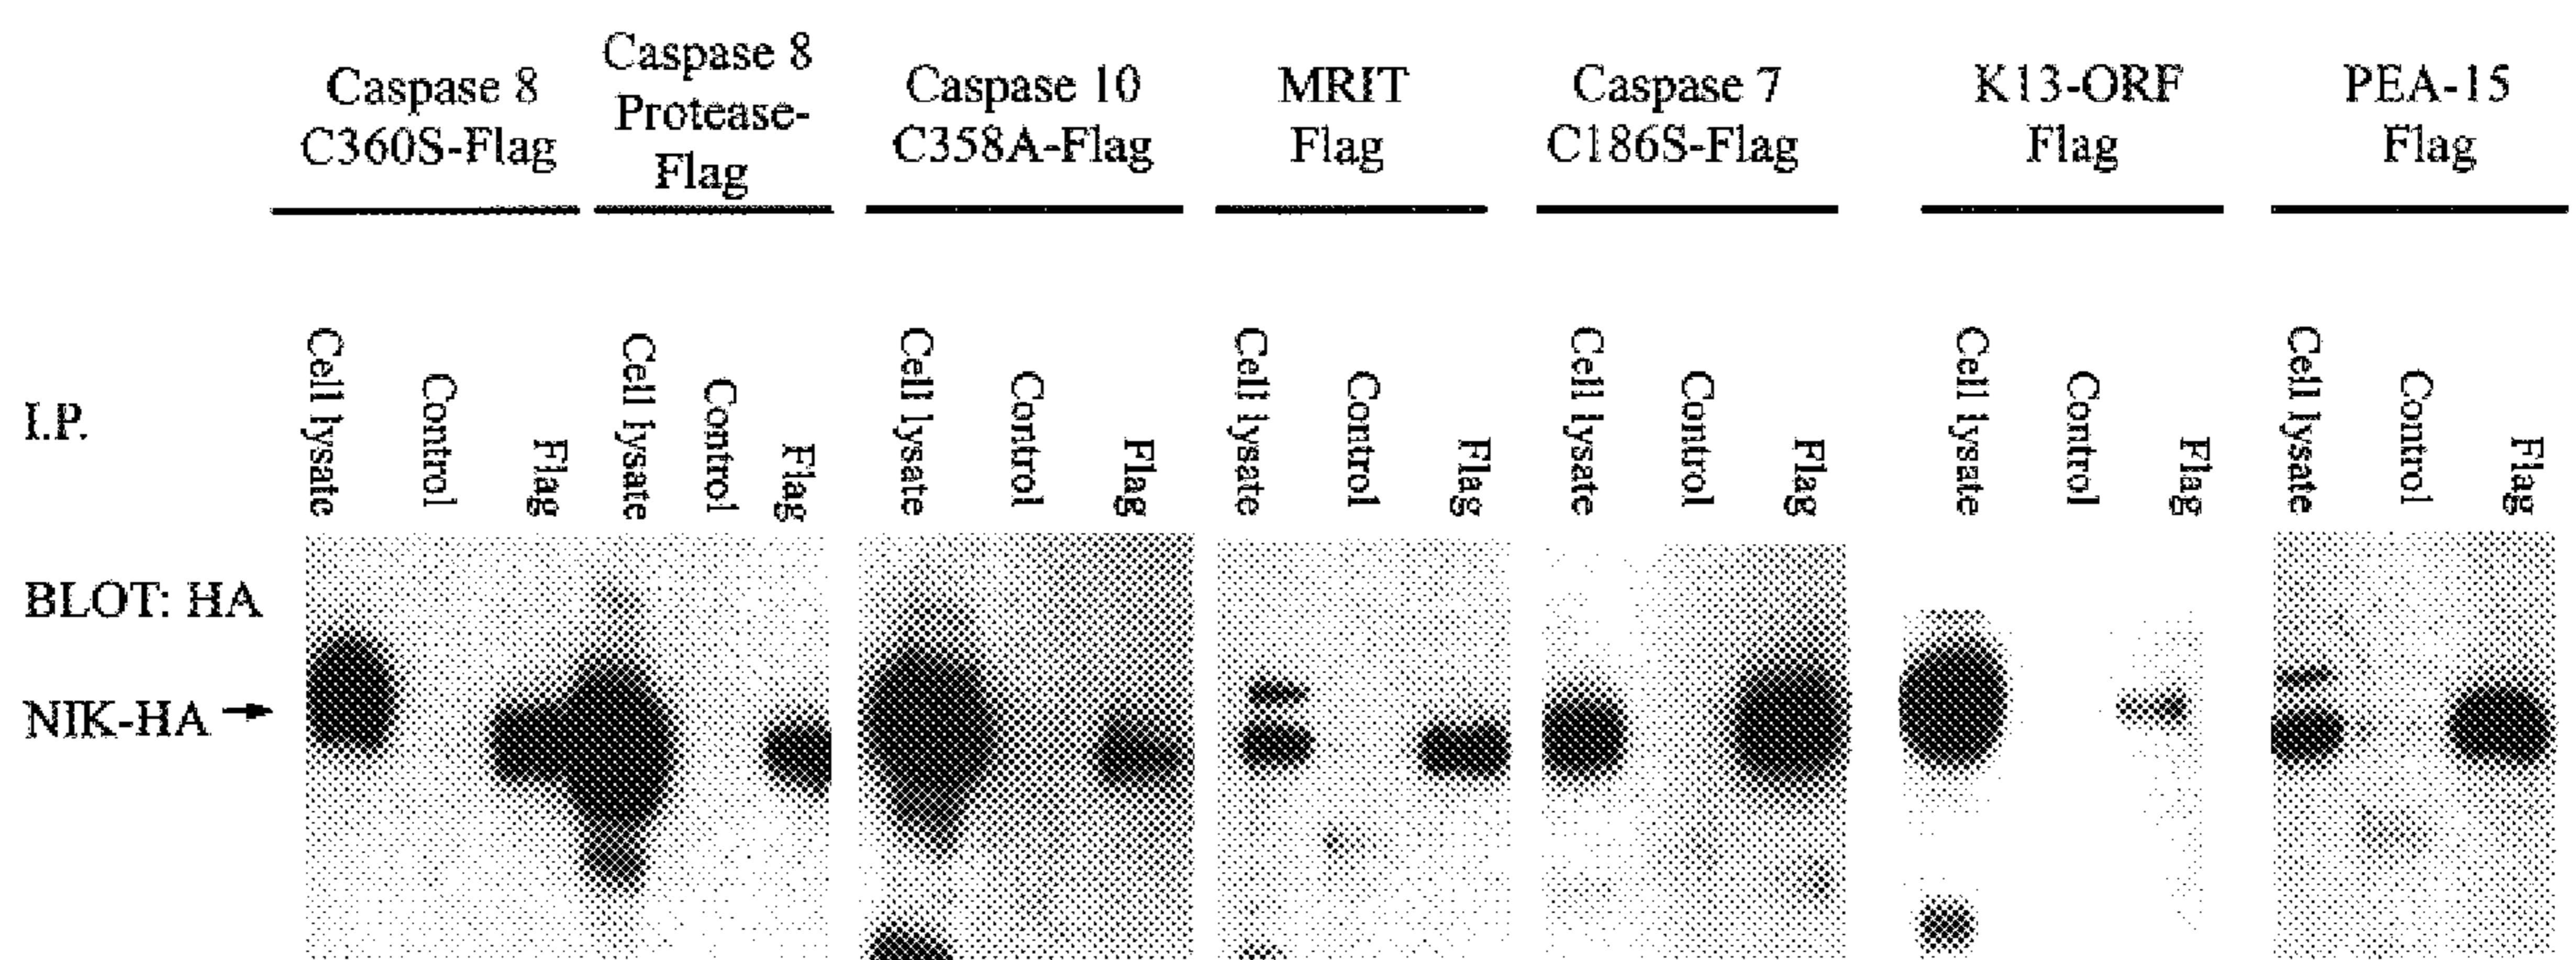 Caspase 8
C360S-Flag
Caspase 8
Protease-
Flag
Caspase 10
C358A-Flag
MRIT
Flag
Caspase 7
C186S-Flag
K13-ORF
Flag
PEA-15
Flag
I.P.
Cell lysate
Control
Flag
Cell lysate
Control
Flag
Cell lysate
Control
Flag
Cell lysate
Control
Flag
Cell lysate
Control
Flag
Cell lysate
Control
Flag
Cell lysate
Control
Flag
BLOT: HA
NIK-HA